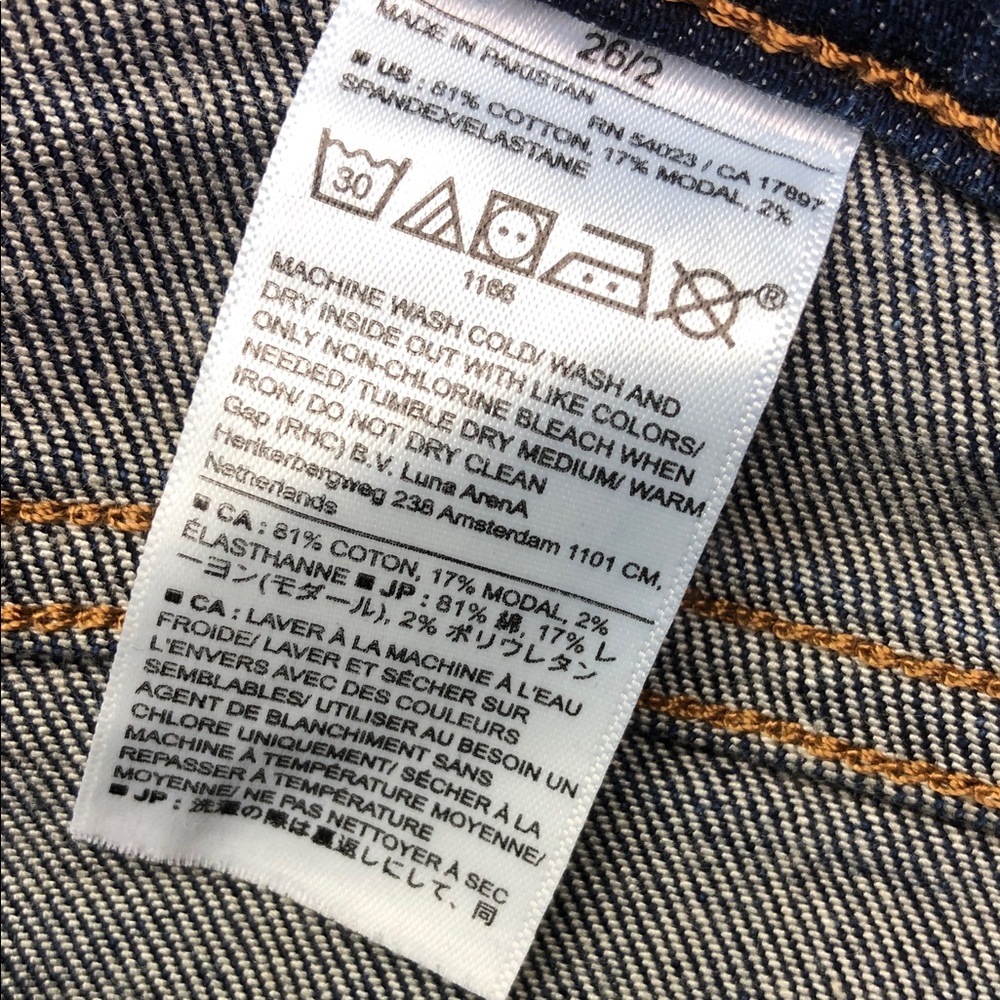 26/2
MADE IN PAKISTAN
RN 54023 / CA 17897
■ US : 81% COTTON, 17% MODAL, 2%
SPANDEX/ELASTANE
30
®
1166
MACHINE WASH COLD/ WASH AND
DRY INSIDE OUT WITH LIKE COLORS/
ONLY NON-CHLORINE BLEACH WHEN
NEEDED/ TUMBLE DRY MEDIUM/ WARM
IRON/ DO NOT DRY CLEAN
Gap (RHC) B.V. Luna ArenA
Herikerbergweg 238 Amsterdam 1101 CM,
Netherlands
■ CA : 81% COTON, 17% MODAL, 2%
ÉLASTHANNE ■ JP : 81% 綿, 17% レ
ーヨン(モダール), 2% ポリウレタン
■ CA : LAVER À LA MACHINE À L'EAU
FROIDE/ LAVER ET SÉCHER SUR
L'ENVERS AVEC DES COULEURS
SEMBLABLES/ UTILISER AU BESOIN UN
AGENT DE BLANCHIMENT SANS
CHLORE UNIQUEMENT/ SÉCHER À LA
MACHINE À TEMPÉRATURE MOYENNE/
REPASSER À TEMPÉRATURE
MOYENNE/ NE PAS NETTOYER À SEC
■ JP : 洗濯の際は裏返しにして、同